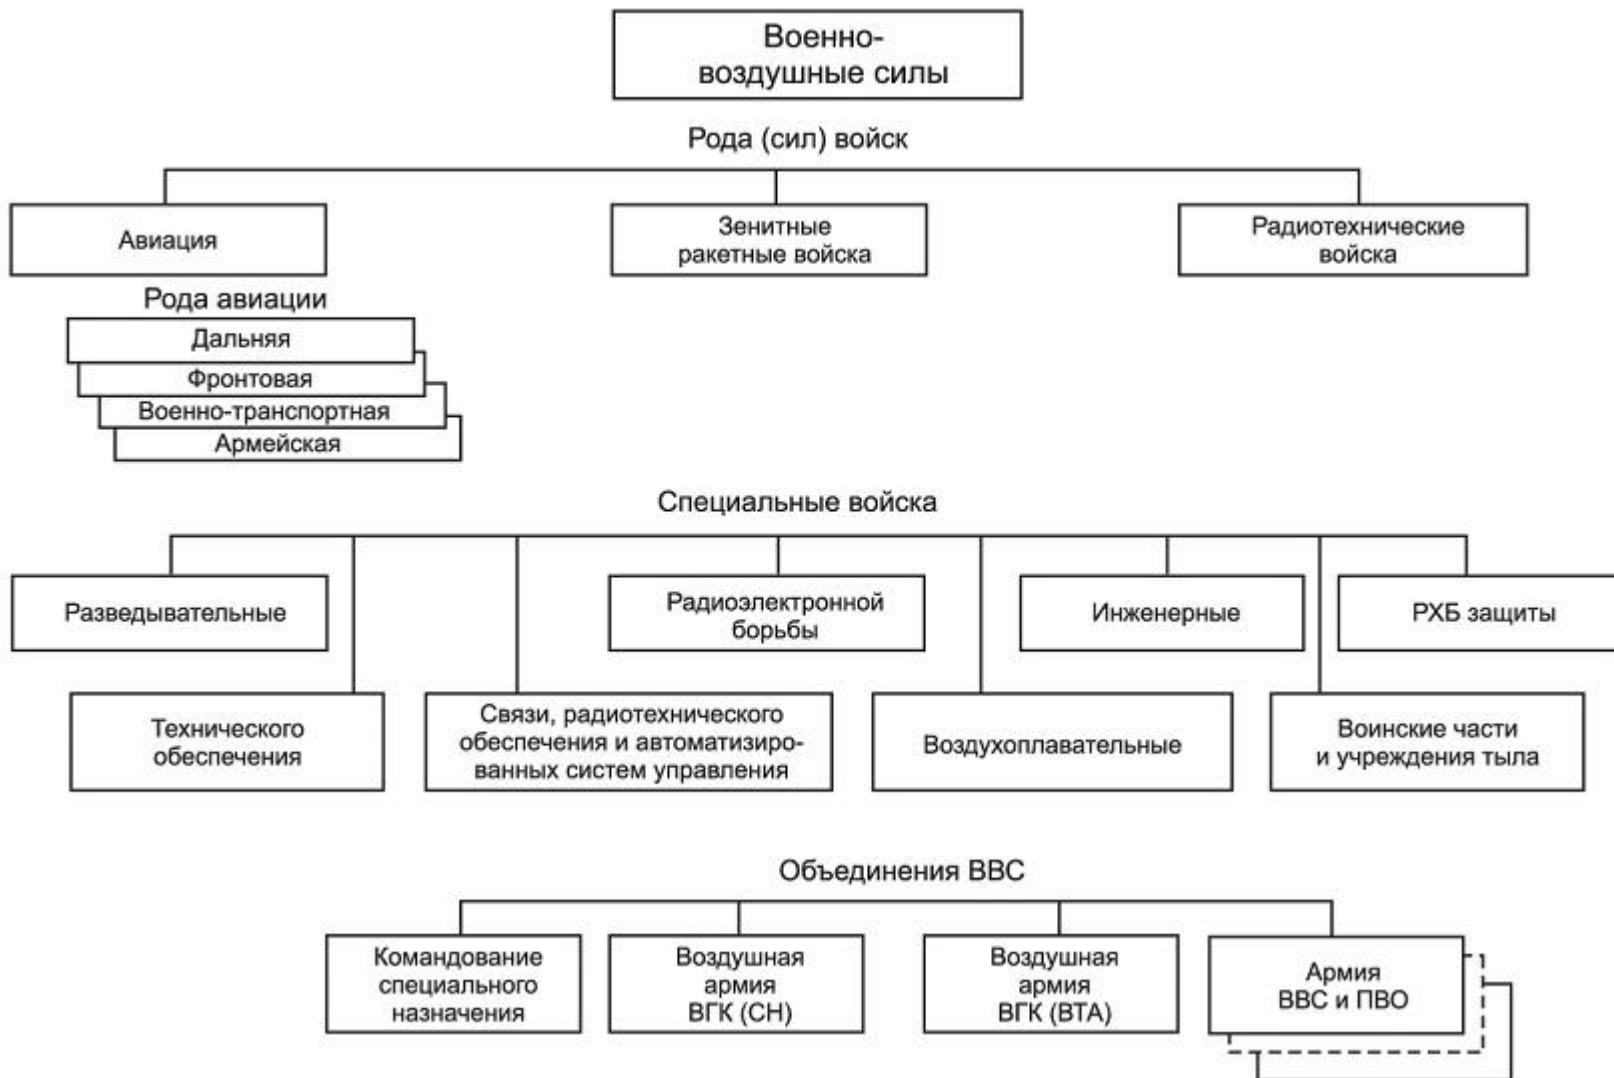 Военно-
воздушные силы
Рода (сил) войск
Авиация
Зенитные
ракетные войска
Радиотехнические
войска
Рода авиации
Дальняя
Фронтовая
Военно-транспортная
Армейская
Специальные войска
Разведывательные
Радиоэлектронной
борьбы
Инженерные
РХБ защиты
Технического
обеспечения
Связи, радиотехнического
обеспечения и автоматизиро-
ванных систем управления
Воздухоплавательные
Воинские части
и учреждения тыла
Объединения ВВС
Командование
специального
назначения
Воздушная
армия
ВГК (СН)
Воздушная
армия
ВГК (ВТА)
Армия
ВВС и ПВО